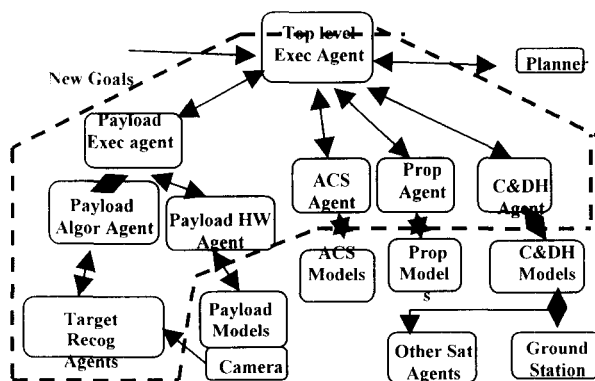 Top level
Exec Agent
New Goals
Planner
Payload
Exec agent
ACS
Agent
Prop
Agent
C&DH
Agent
Payload
Algor Agent
Payload HW
Agent
ACS
Models
Prop
Model
s
C&DH
Models
Target
Recog
Agents
Payload
Models
Camera
Other Sat
Agents
Ground
Station